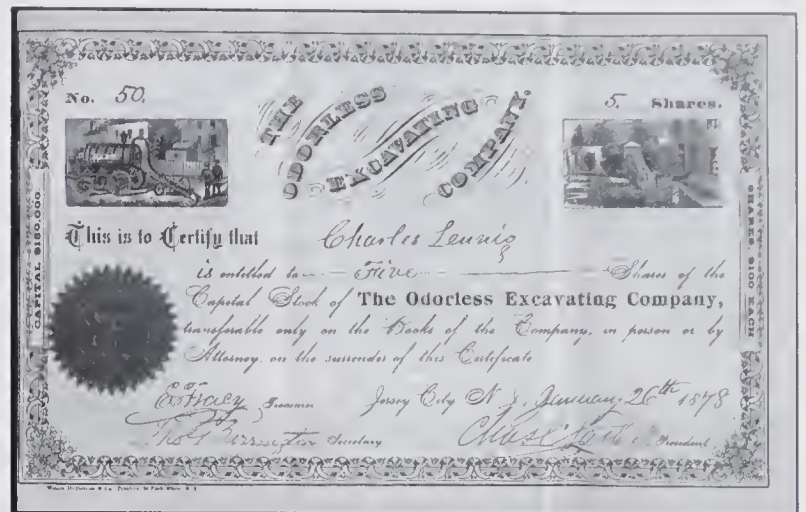 No. 50.
THE ODORLESS EXCAVATING COMPANY.
5. Shares.
CAPITAL $150,000.
SHARES, $100 EACH
This is to Certify that Charles Lennig
is entitled to Five Shares of the
Capital Stock of The Odorless Excavating Company,
transferable only on the Books of the Company, in person or by
Attorney, on the surrender of this Certificate
Jersey City N. J. January 26th 1878
E. Tracy Treasurer
Secretary
President